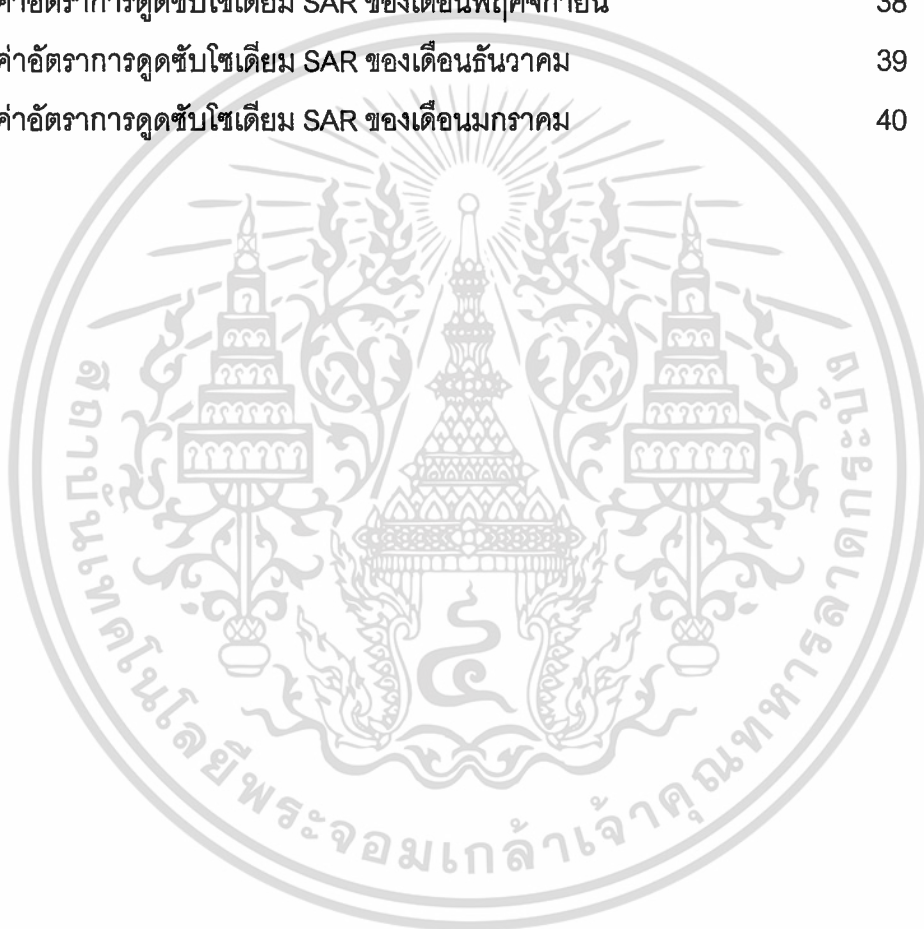 ค่าอัตราการดูดซับโซเดียม SAR ของเดือนพฤศจิกายน 38
ค่าอัตราการดูดซับโซเดียม SAR ของเดือนธันวาคม 39
ค่าอัตราการดูดซับโซเดียม SAR ของเดือนมกราคม 40
สถาบันเทคโนโลยีพระจอมเกล้าเจ้าคุณทหารลาดกระบัง